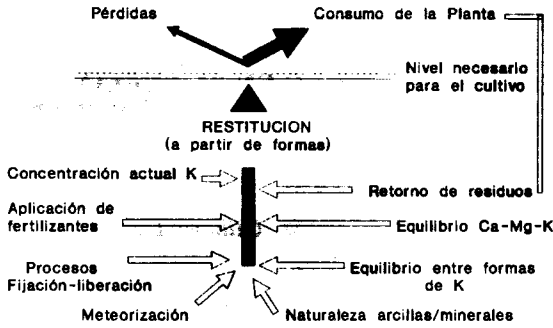 Pérdidas
Consumo de la Planta
Nivel necesario
para el cultivo
RESTITUCION
(a partir de formas)
Concentración actual K
Retorno de residuos
Aplicación de
fertilizantes
Equilibrio Ca-Mg-K
Procesos
Fijación-liberación
Equilibrio entre formas
de K
Meteorización
Naturaleza arcillas/minerales